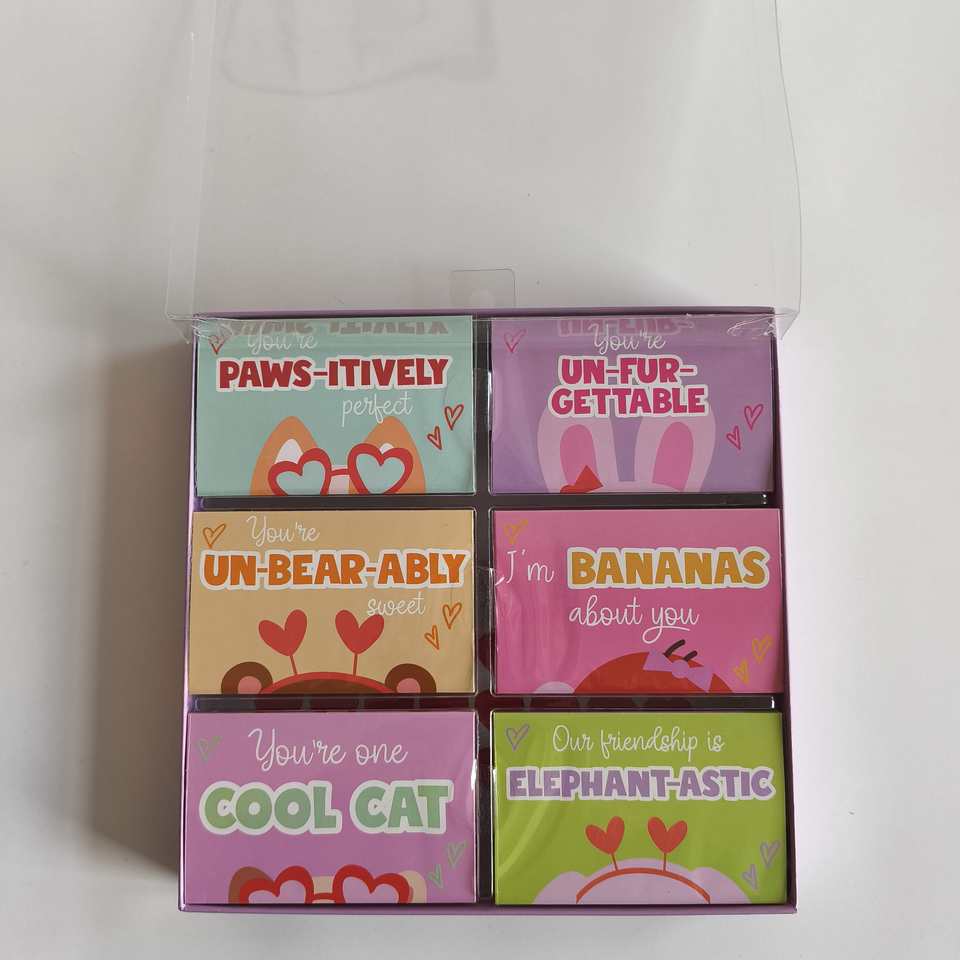 You're
PAWS-ITIVELY
perfect
You're
UN-FUR-
GETTABLE
You're
UN-BEAR-ABLY
sweet
I'm BANANAS
about you
You're one
COOL CAT
Our friendship is
ELEPHANT-ASTIC